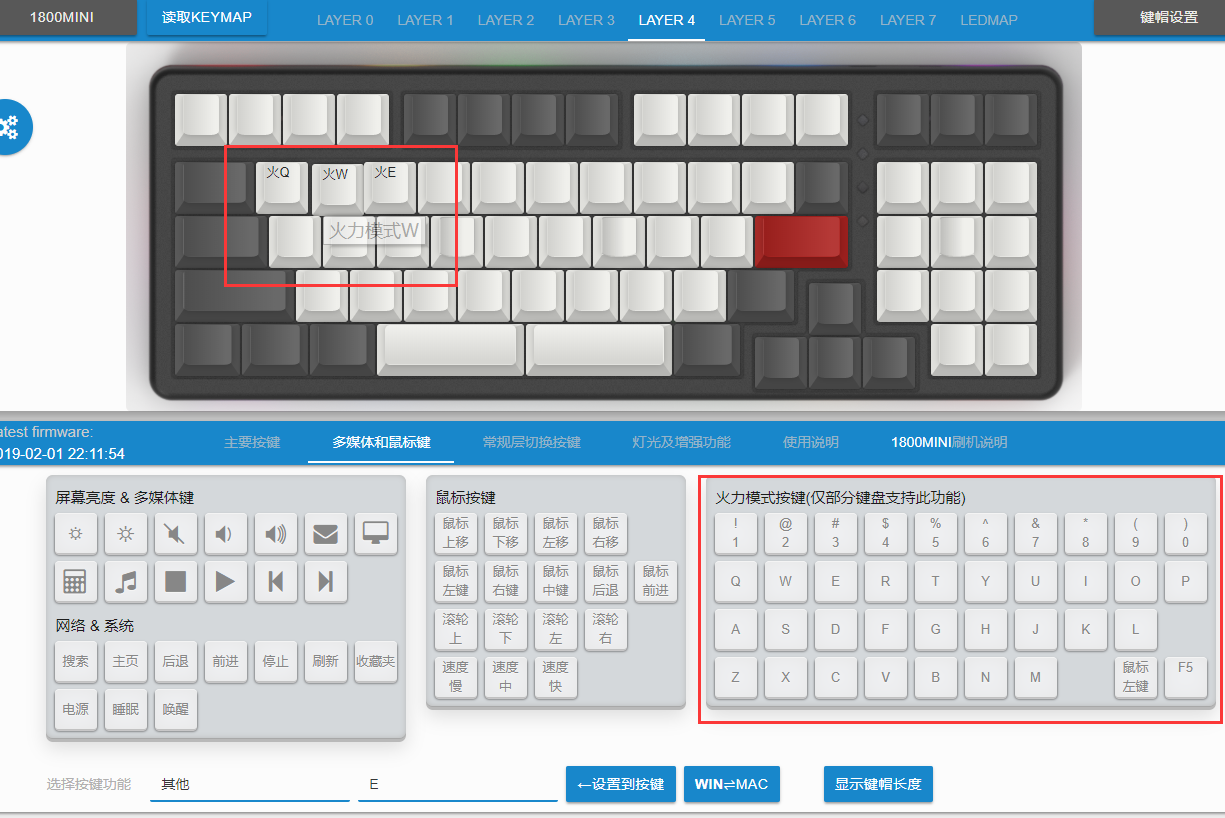 1800MINI 读取KEYMAP LAYER 0 LAYER 1 LAYER 2 LAYER 3 LAYER 4 LAYER 5 LAYER 6 LAYER 7 LEDMAP 键帽设置
火Q 火W 火E
火力模式W
atest firmware:
019-02-01 22:11:54
主要按键 多媒体和鼠标键 常规层切换按键 灯光及增强功能 使用说明 1800MINI刷机说明
屏幕亮度 & 多媒体键
网络 & 系统
搜索 主页 后退 前进 停止 刷新 收藏夹
电源 睡眠 唤醒
鼠标按键
鼠标上移 鼠标下移 鼠标左移 鼠标右移
鼠标左键 鼠标右键 鼠标中键 鼠标后退 鼠标前进
滚轮上 滚轮下 滚轮左 滚轮右
速度慢 速度中 速度快
火力模式按键(仅部分键盘支持此功能)
! @ # $ % ^ & * ( )
1 2 3 4 5 6 7 8 9 0
Q W E R T Y U I O P
A S D F G H J K L
Z X C V B N M 鼠标左键 F5
选择按键功能 其他 E ←设置到按键 WIN⇌MAC 显示键帽长度